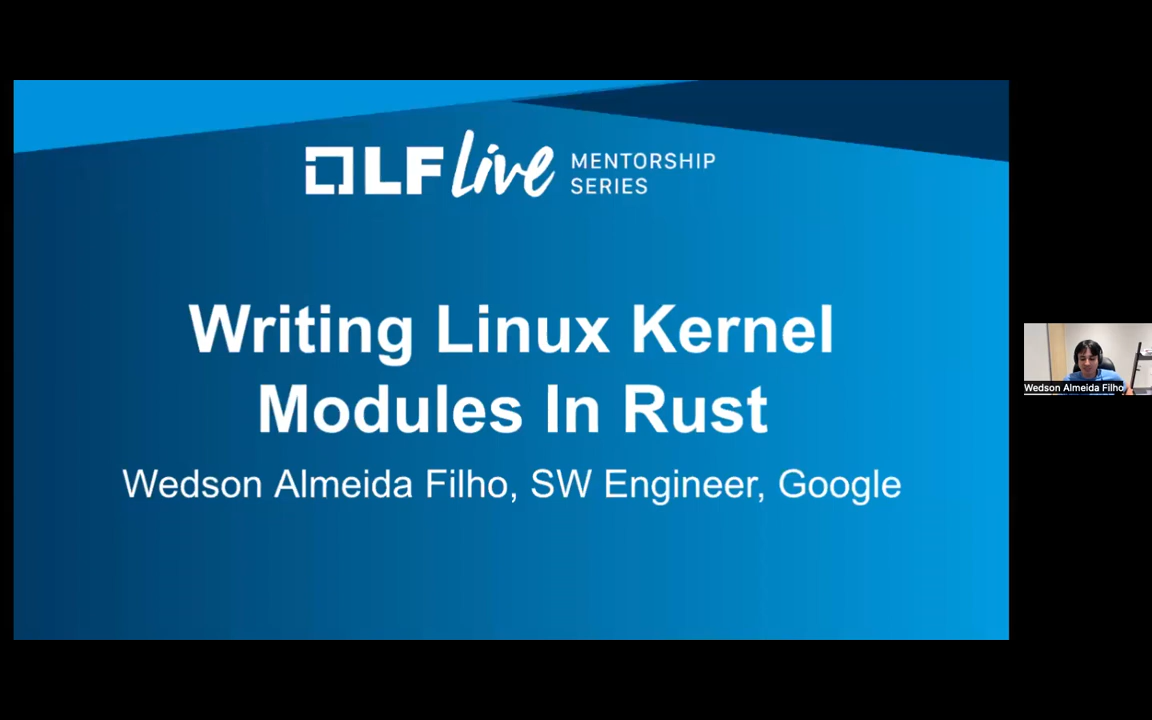 LF Live MENTORSHIP
SERIES
Writing Linux Kernel
Modules In Rust
Wedson Almeida Filho, SW Engineer, Google
Wedson Almeida Filho